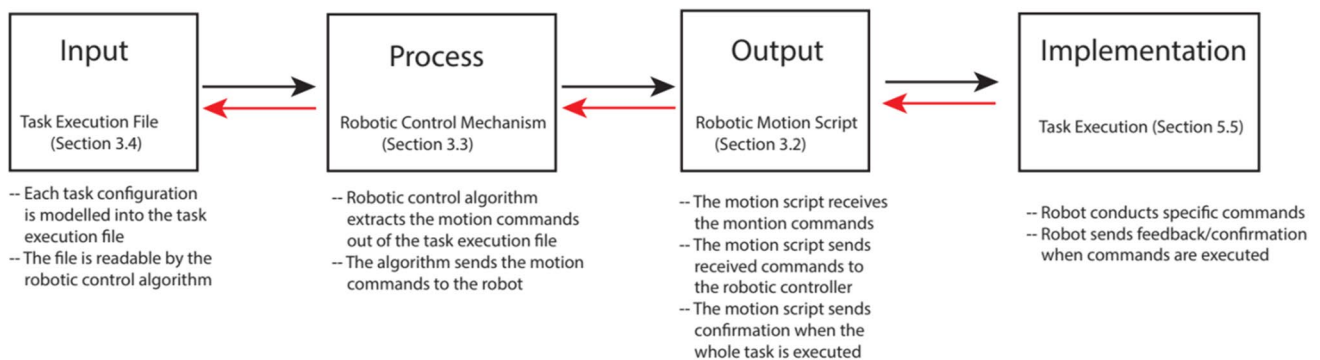 Input
Task Execution File
(Section 3.4)
-- Each task configuration
is modelled into the task
execution file
-- The file is readable by the
robotic control algorithm
Process
Robotic Control Mechanism
(Section 3.3)
-- Robotic control algorithm
extracts the motion commands
out of the task execution file
-- The algorithm sends the motion
commands to the robot
Output
Robotic Motion Script
(Section 3.2)
-- The motion script receives
the montion commands
-- The motion script sends
received commands to
the robotic controller
-- The motion script sends
confirmation when the
whole task is executed
Implementation
Task Execution (Section 5.5)
-- Robot conducts specific commands
-- Robot sends feedback/confirmation
when commands are executed